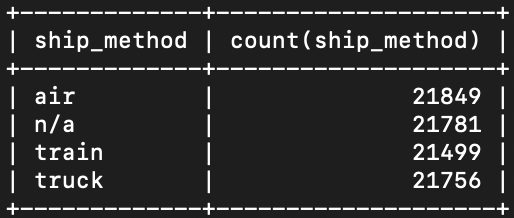 +-------------+--------------------+
| ship_method | count(ship_method) |
+-------------+--------------------+
| air         |              21849 |
| n/a         |              21781 |
| train       |              21499 |
| truck       |              21756 |
+-------------+--------------------+